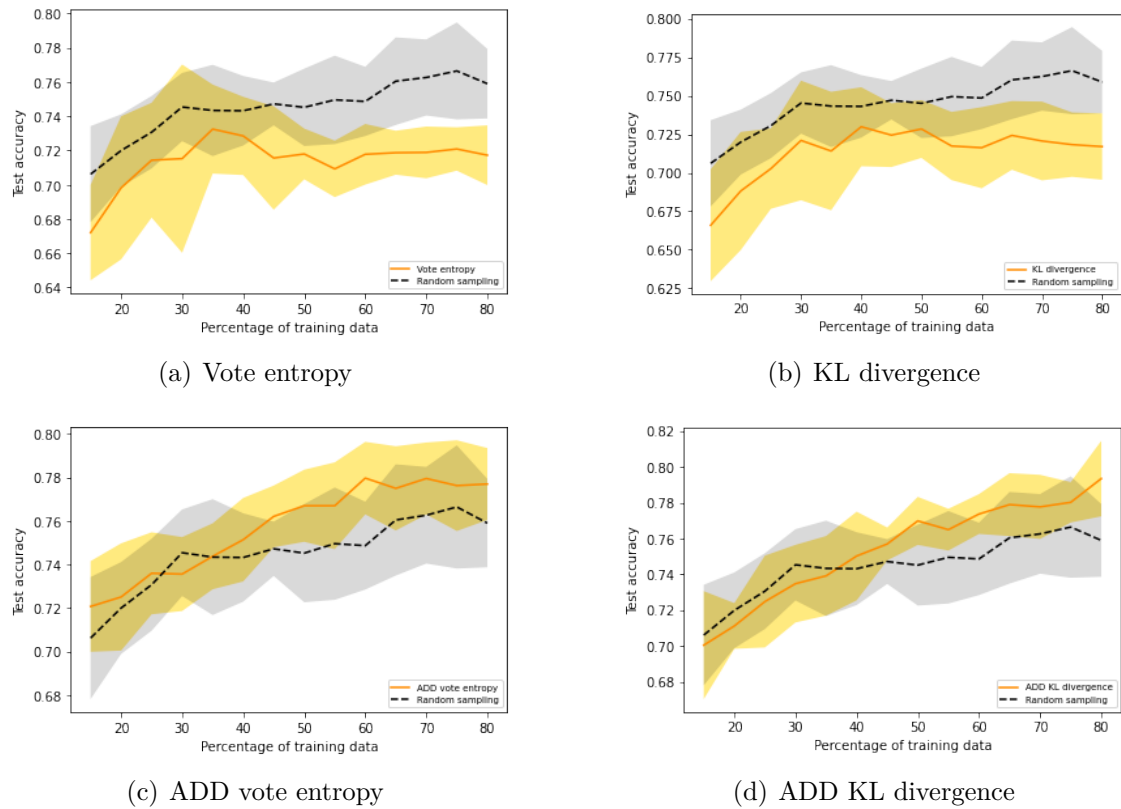 0.80
0.78
0.76
0.74
0.72
0.70
0.68
0.66
0.64
Test accuracy
20 30 40 50 60 70 80
Percentage of training data
Vote entropy
Random sampling
(a) Vote entropy
0.800
0.775
0.750
0.725
0.700
0.675
0.650
0.625
Test accuracy
20 30 40 50 60 70 80
Percentage of training data
KL divergence
Random sampling
(b) KL divergence
0.80
0.78
0.76
0.74
0.72
0.70
0.68
Test accuracy
20 30 40 50 60 70 80
Percentage of training data
ADD vote entropy
Random sampling
(c) ADD vote entropy
0.82
0.80
0.78
0.76
0.74
0.72
0.70
0.68
Test accuracy
20 30 40 50 60 70 80
Percentage of training data
ADD KL divergence
Random sampling
(d) ADD KL divergence